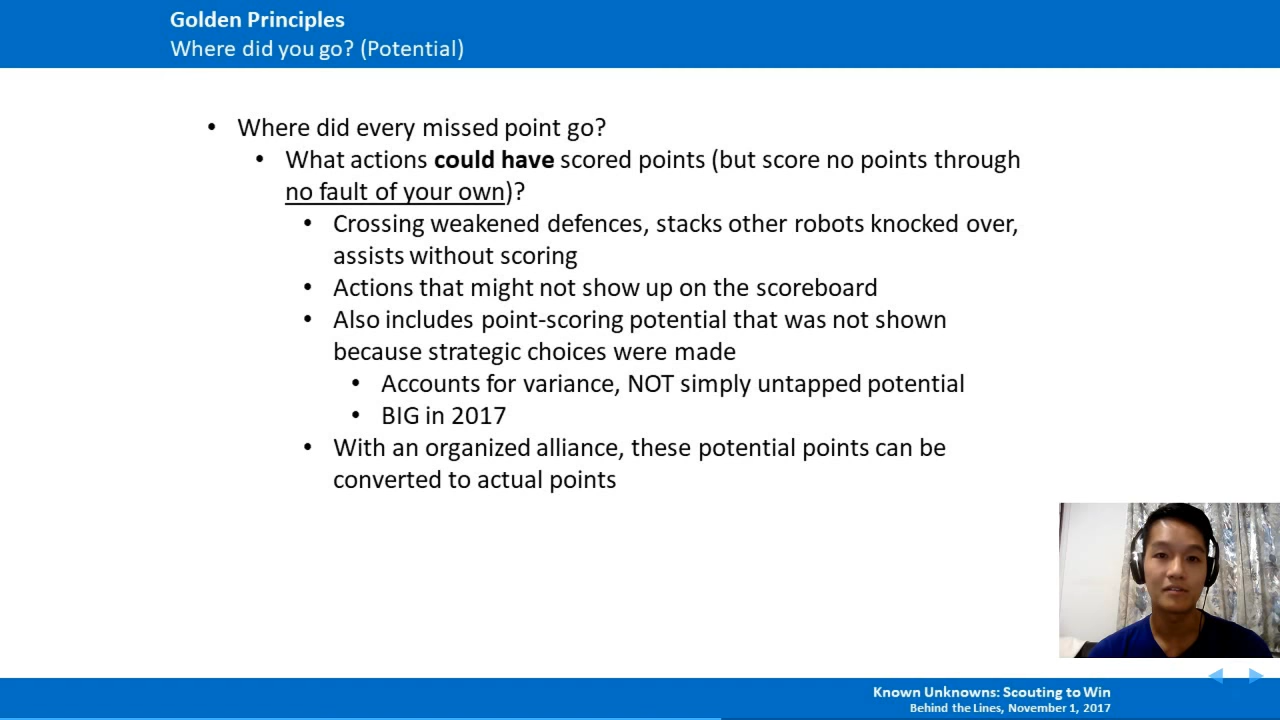 Golden Principles
Where did you go? (Potential)
• Where did every missed point go?
• What actions could have scored points (but score no points through
no fault of your own)?
• Crossing weakened defences, stacks other robots knocked over,
assists without scoring
• Actions that might not show up on the scoreboard
• Also includes point-scoring potential that was not shown
because strategic choices were made
• Accounts for variance, NOT simply untapped potential
• BIG in 2017
• With an organized alliance, these potential points can be
converted to actual points
Known Unknowns: Scouting to Win
Behind the Lines, November 1, 2017